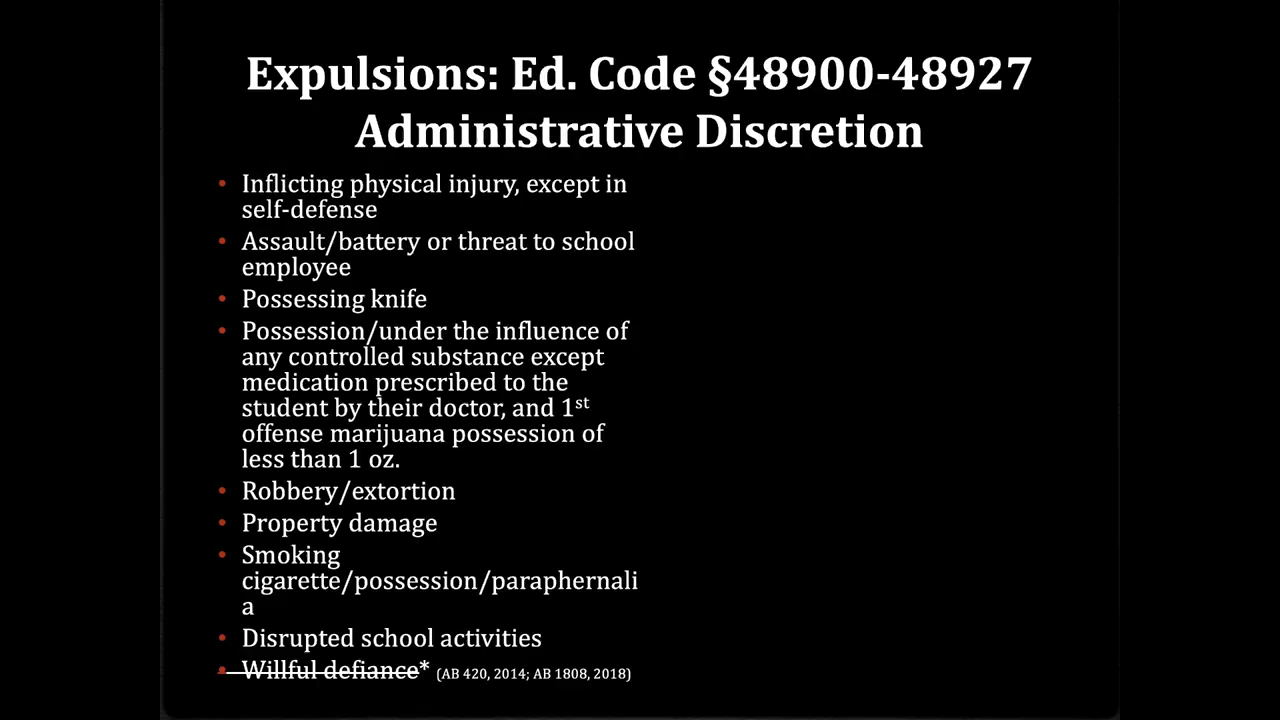 Expulsions: Ed. Code §48900-48927
Administrative Discretion
• Inflicting physical injury, except in
self-defense
• Assault/battery or threat to school
employee
• Possessing knife
• Possession/under the influence of
any controlled substance except
medication prescribed to the
student by their doctor, and 1st
offense marijuana possession of
less than 1 oz.
• Robbery/extortion
• Property damage
• Smoking
cigarette/possession/paraphernali
a
• Disrupted school activities
• Willful defiance* (AB 420, 2014; AB 1808, 2018)